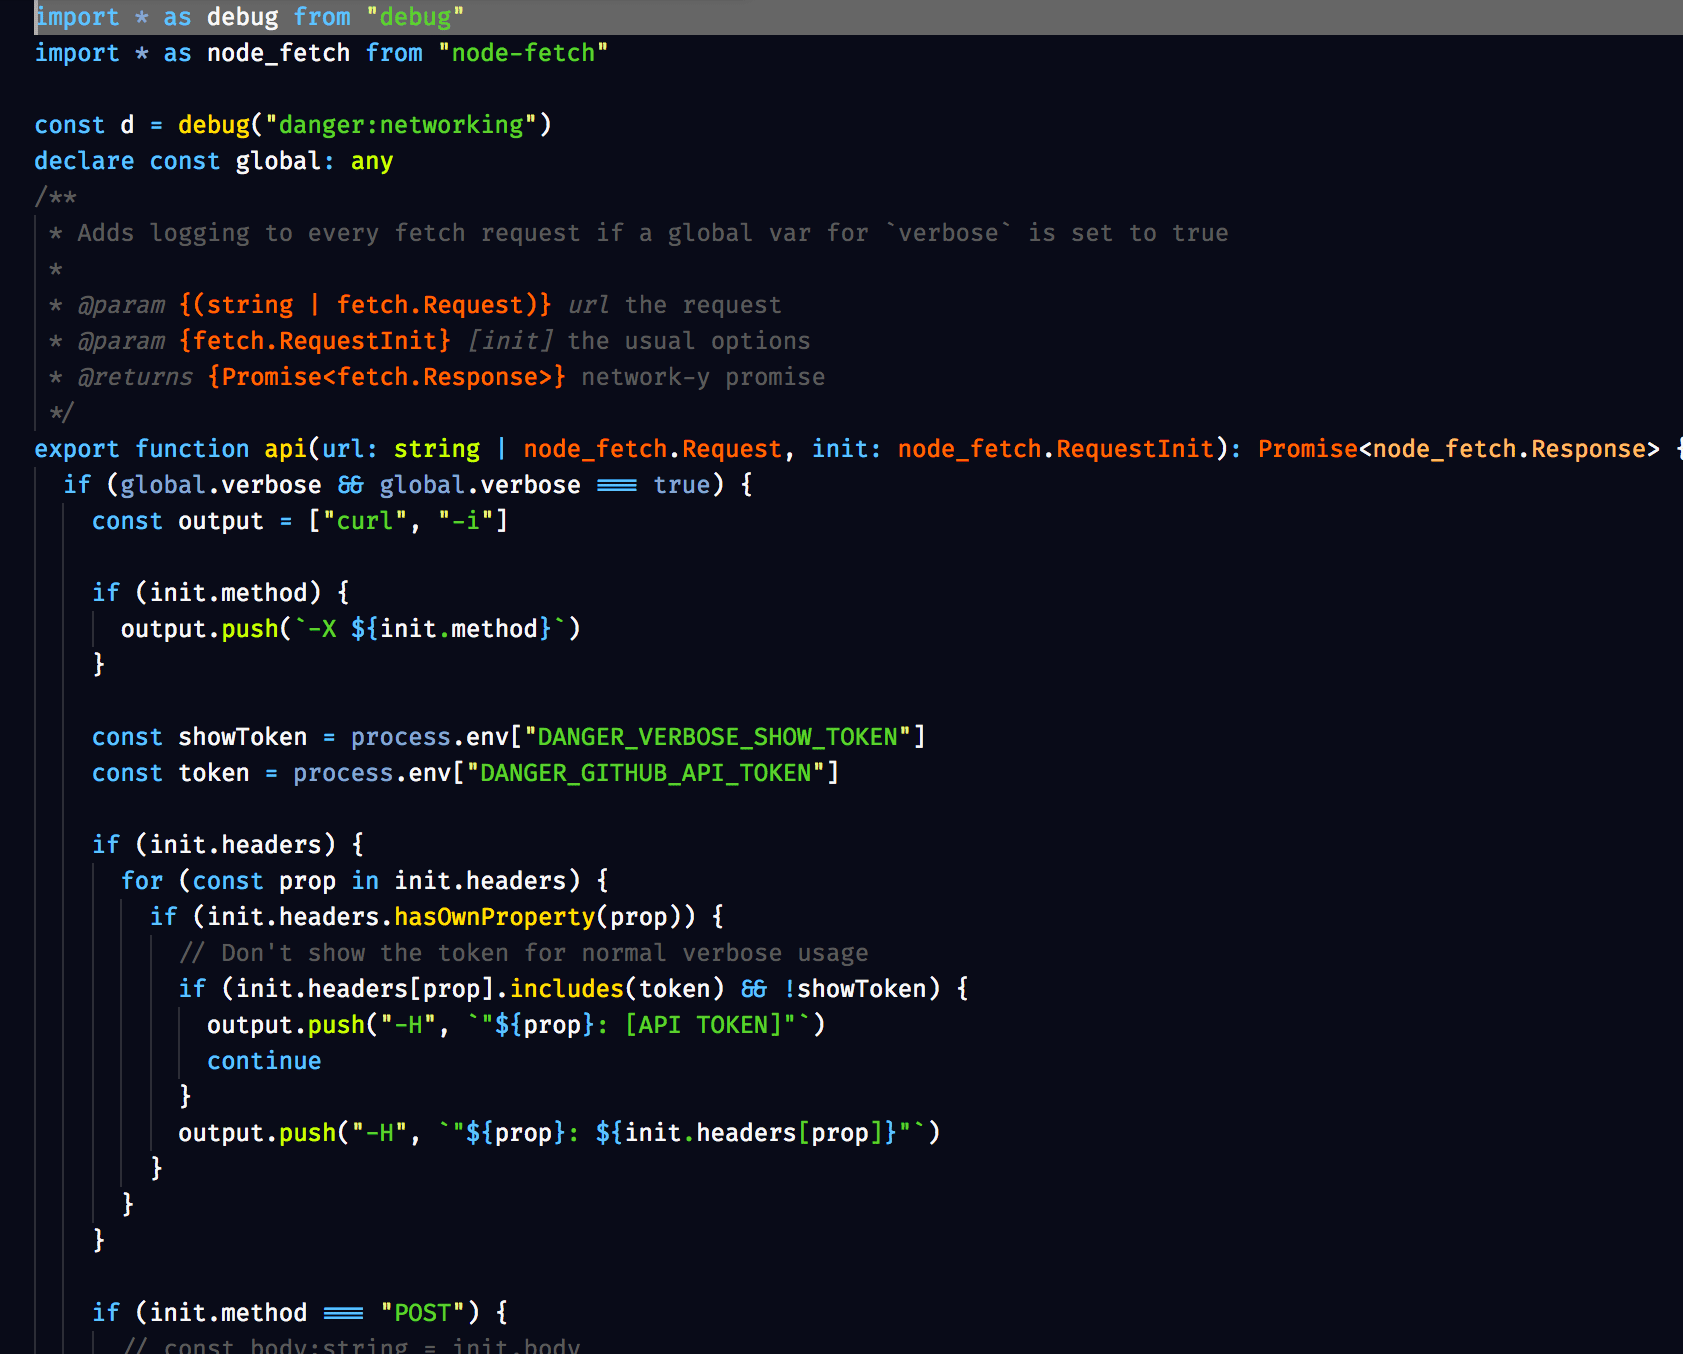 import * as debug from "debug"
import * as node_fetch from "node-fetch"

const d = debug("danger:networking")
declare const global: any
/**
 * Adds logging to every fetch request if a global var for `verbose` is set to true
 *
 * @param {(string | fetch.Request)} url the request
 * @param {fetch.RequestInit} [init] the usual options
 * @returns {Promise<fetch.Response>} network-y promise
 */
export function api(url: string | node_fetch.Request, init: node_fetch.RequestInit): Promise<node_fetch.Response> {
  if (global.verbose && global.verbose === true) {
    const output = ["curl", "-i"]

    if (init.method) {
      output.push(`-X ${init.method}`)
    }

    const showToken = process.env["DANGER_VERBOSE_SHOW_TOKEN"]
    const token = process.env["DANGER_GITHUB_API_TOKEN"]

    if (init.headers) {
      for (const prop in init.headers) {
        if (init.headers.hasOwnProperty(prop)) {
          // Don't show the token for normal verbose usage
          if (init.headers[prop].includes(token) && !showToken) {
            output.push("-H", `"${prop}: [API TOKEN]"`)
            continue
          }
          output.push("-H", `"${prop}: ${init.headers[prop]}"`)
        }
      }
    }

    if (init.method === "POST") {
      // const body:string = init.body